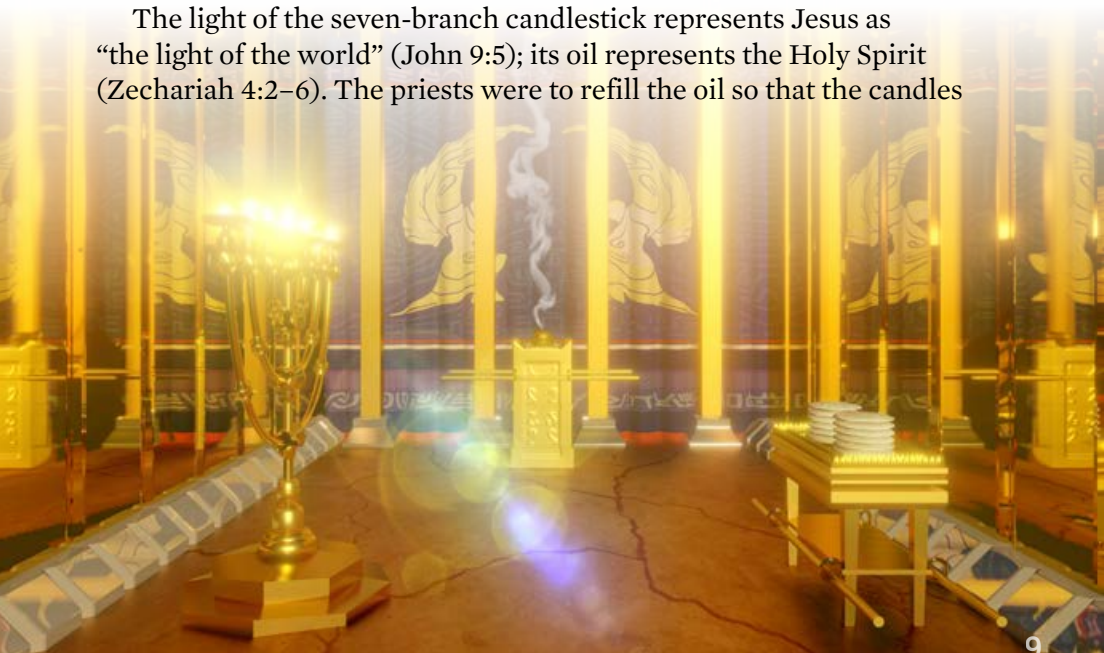 The light of the seven-branch candlestick represents Jesus as
“the light of the world” (John 9:5); its oil represents the Holy Spirit
(Zechariah 4:2–6). The priests were to refill the oil so that the candles
9